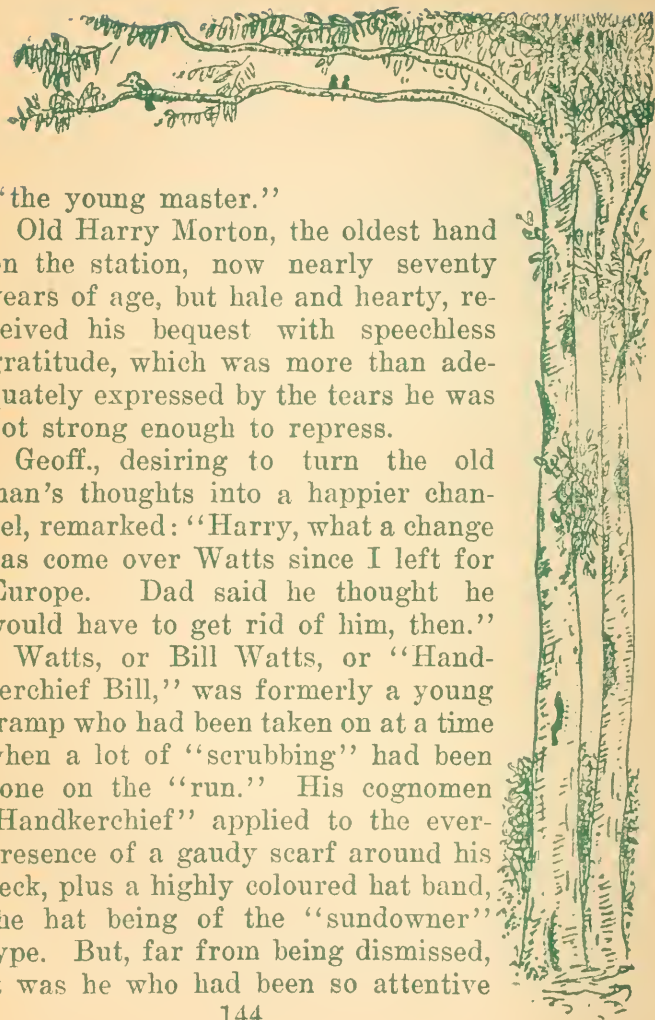 'the young master."
Old Harry Morton, the oldest hand
n the station, now nearly seventy
ears of age, but hale and hearty, re-
eived his bequest with speechless
ratitude, which was more than ade-
uately expressed by the tears he was
ot strong enough to repress.
Geoff., desiring to turn the old
nan's thoughts into a happier chan-
el, remarked: "Harry, what a change
as come over Watts since I left for
Europe. Dad said he thought he
would have to get rid of him, then."
Watts, or Bill Watts, or "Hand-
erchief Bill," was formerly a young
ramp who had been taken on at a time
when a lot of "scrubbing" had been
one on the "run." His cognomen
Handkerchief" applied to the ever-
resence of a gaudy scarf around his
eck, plus a highly coloured hat band,
he hat being of the "sundowner"
ype. But, far from being dismissed,
t was he who had been so attentive
144